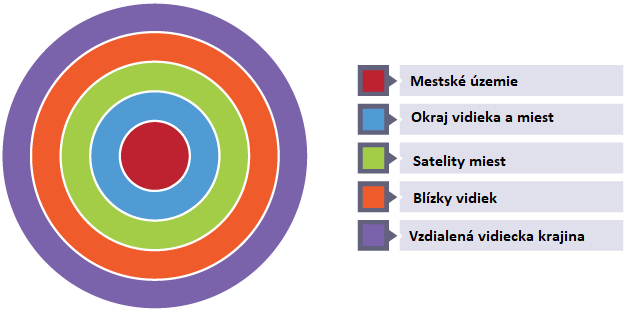 Mestské územie
Okraj vidieka a miest
Satelity miest
Blízky vidiek
Vzdialená vidiecka krajina